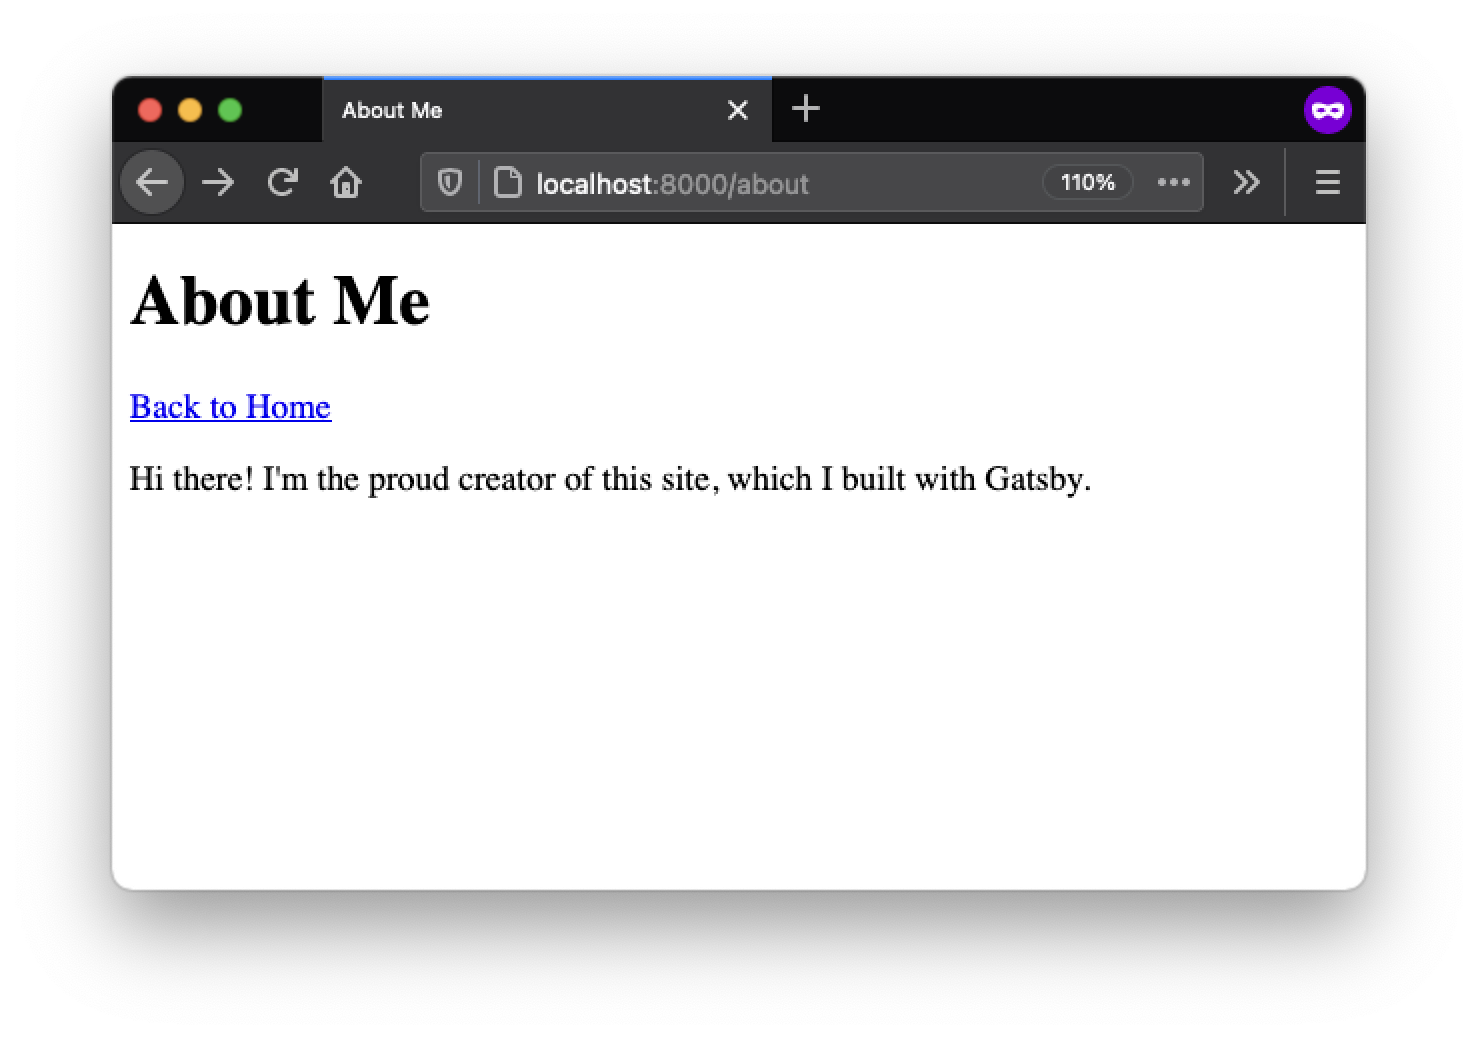 About Me
localhost:8000/about
110%
About Me
Back to Home
Hi there! I'm the proud creator of this site, which I built with Gatsby.